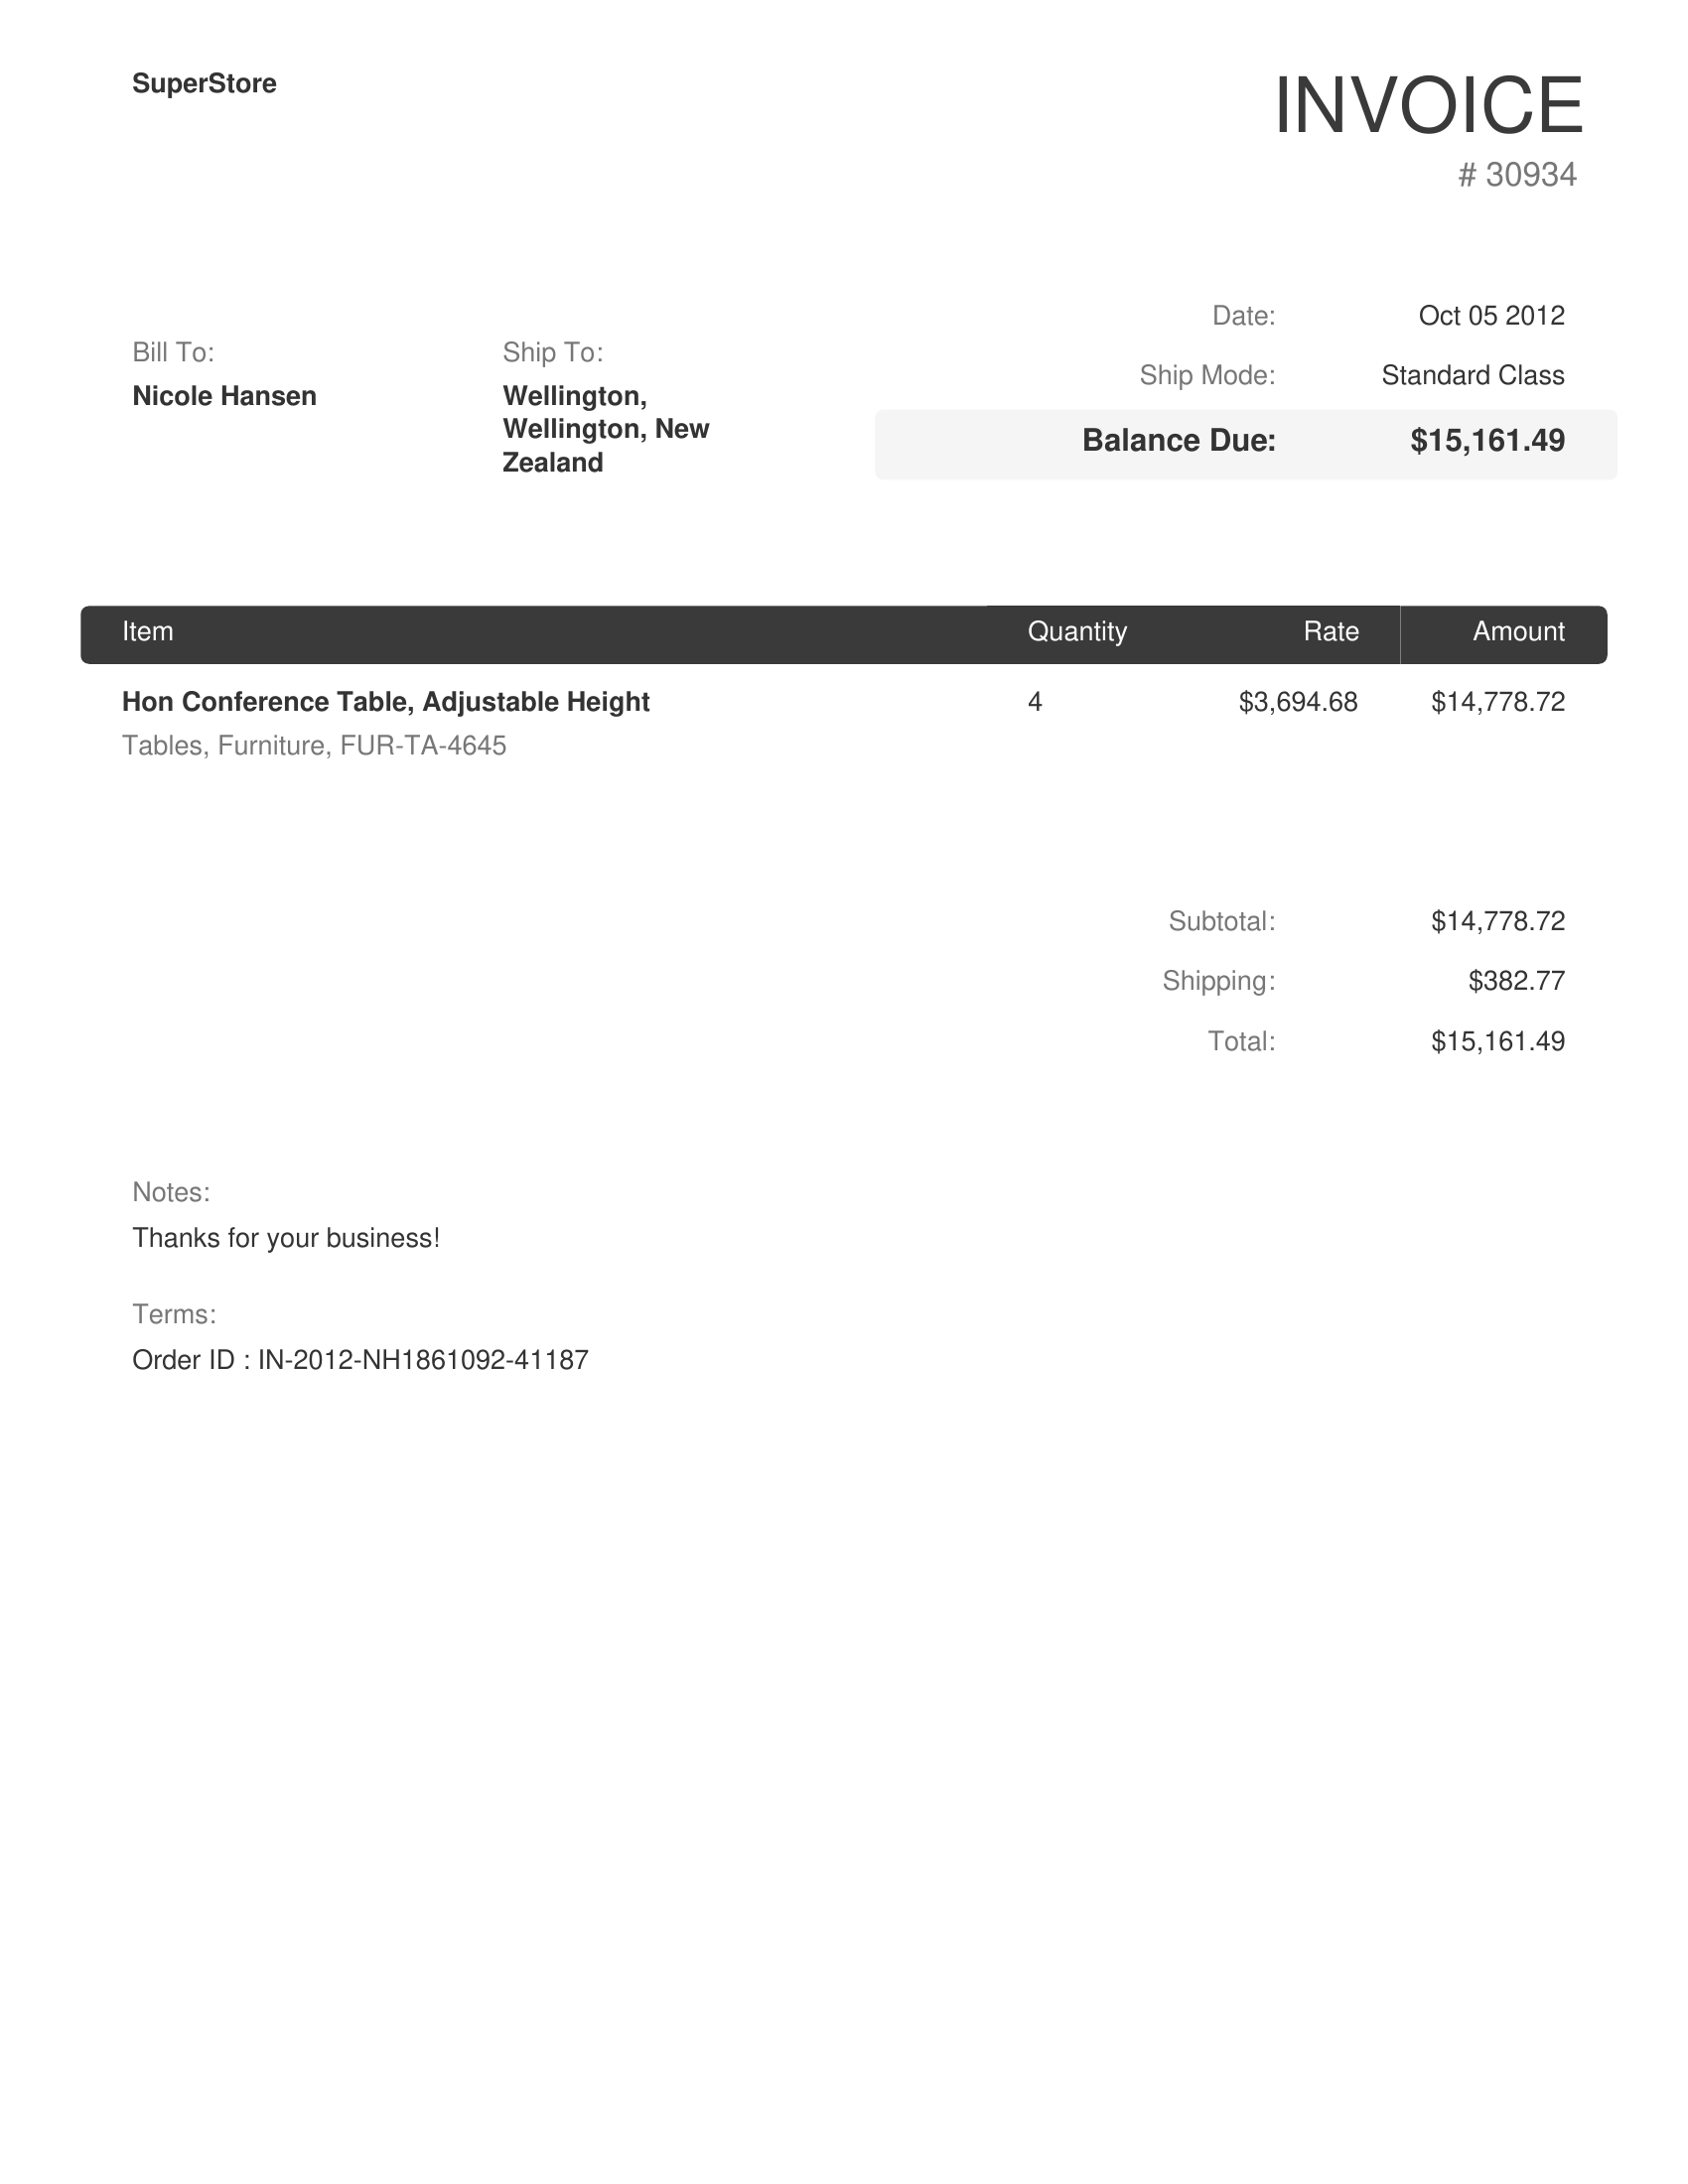 SuperStore
INVOICE
# 30934
Date: Oct 05 2012
Ship Mode: Standard Class
Balance Due: $15,161.49
Bill To:
Nicole Hansen
Ship To:
Wellington,
Wellington, New
Zealand
Item Quantity Rate Amount
Hon Conference Table, Adjustable Height 4 $3,694.68 $14,778.72
Tables, Furniture, FUR-TA-4645
Subtotal: $14,778.72
Shipping: $382.77
Total: $15,161.49
Notes:
Thanks for your business!
Terms:
Order ID : IN-2012-NH1861092-41187